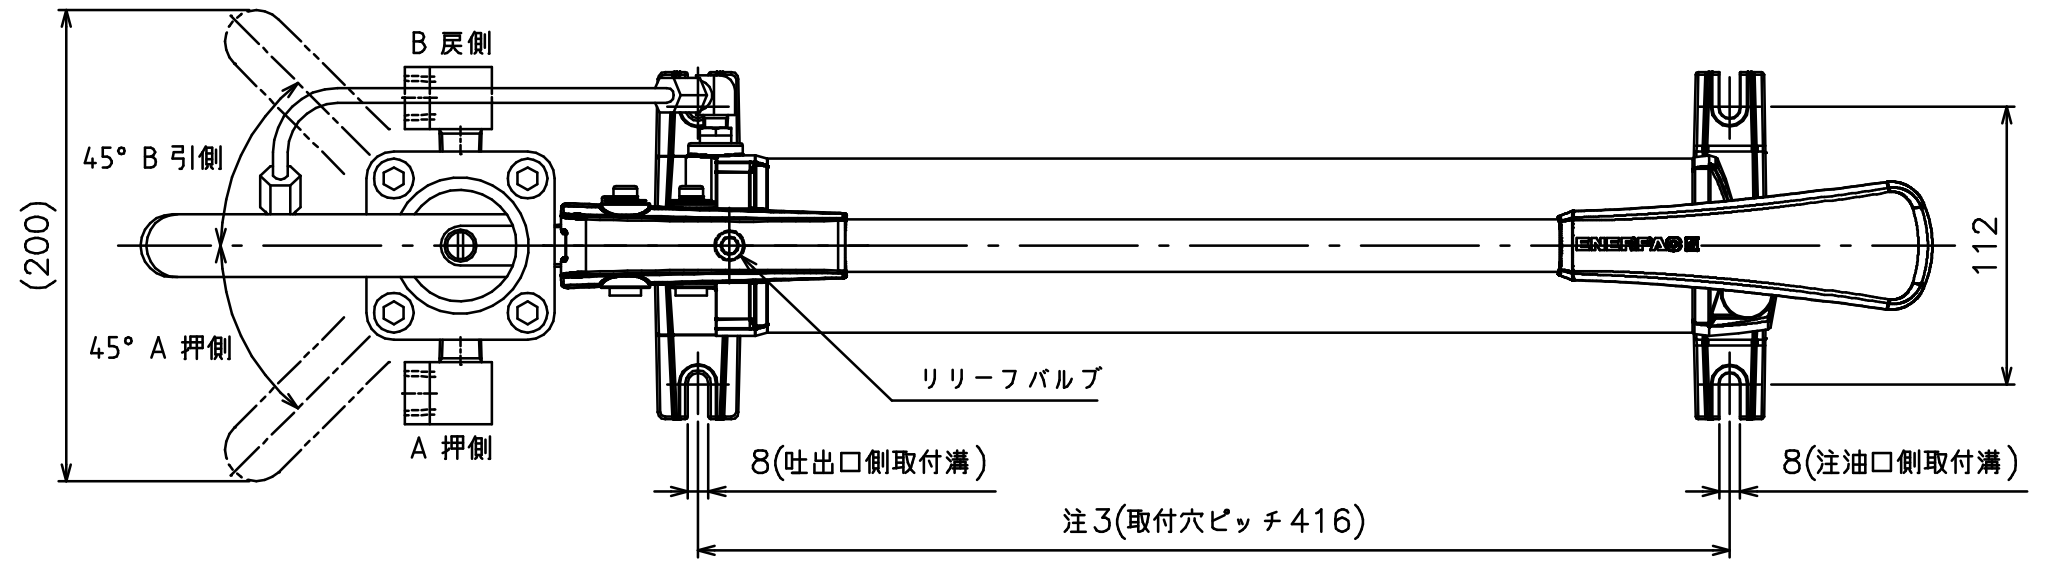 B 戻側
45° B 引側
(200)
ENERPAC
112
45° A 押側
リリーフバルブ
A 押側
8(吐出口側取付溝)
8(注油口側取付溝)
注3(取付穴ピッチ416)